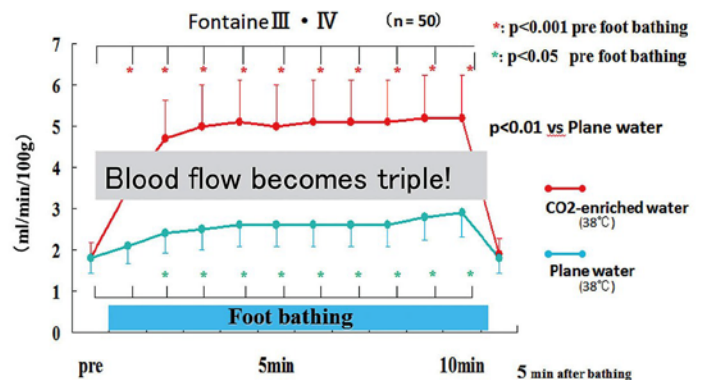 Fontaine Ⅲ・Ⅳ (n = 50)
*: p<0.001 pre foot bathing
*: p<0.05 pre foot bathing
p<0.01 vs Plane water
(ml/min/100g)
7
6
5
4
3
2
1
0
* * * * * * * * * *
Blood flow becomes triple!
* * * * * * * * *
Foot bathing
pre
5min
10min
5 min after bathing
CO2-enriched water
(38℃)
Plane water
(38℃)